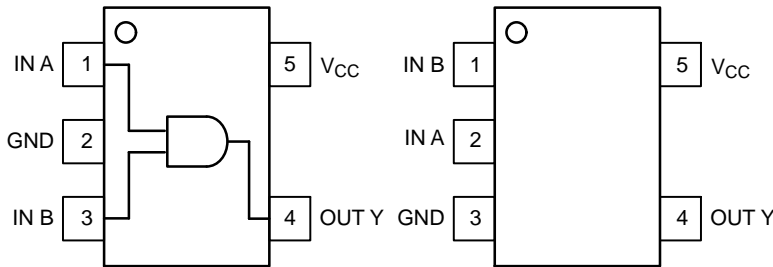 IN A 1 5 VCC
GND 2
IN B 3 4 OUT Y
IN B 1 5 VCC
IN A 2
GND 3 4 OUT Y